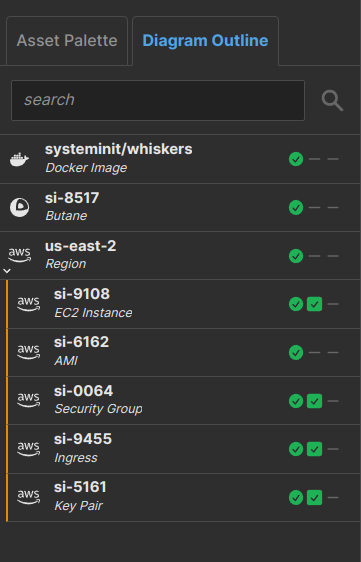 Asset Palette
Diagram Outline
search
systeminit/whiskers
Docker Image
si-8517
Butane
us-east-2
aws
Region
si-9108
aws
EC2 Instance
si-6162
aws
AMI
si-0064
aws
Security Group
si-9455
aws
Ingress
si-5161
aws
Key Pair